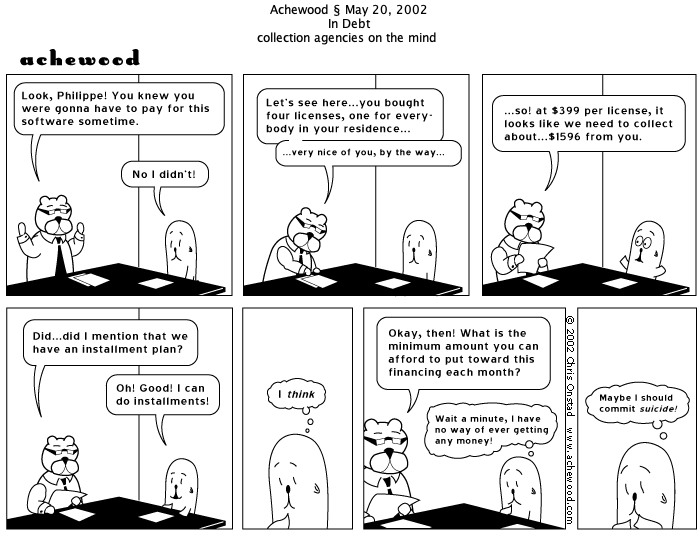 Achewood § May 20, 2002
In Debt
collection agencies on the mind
achewood
Look, Philippe! You knew you
were gonna have to pay for this
software sometime.
No I didn't!
Let's see here...you bought
four licenses, one for every-
body in your residence...
...very nice of you, by the way...
...so! at $399 per license, it
looks like we need to collect
about...$1596 from you.
Did...did I mention that we
have an installment plan?
Oh! Good! I can
do installments!
I think
Okay, then! What is the
minimum amount you can
afford to put toward this
financing each month?
Wait a minute, I have
no way of ever getting
any money!
© 2002 Chris Onstad www.achewood.com
Maybe I should
commit suicide!